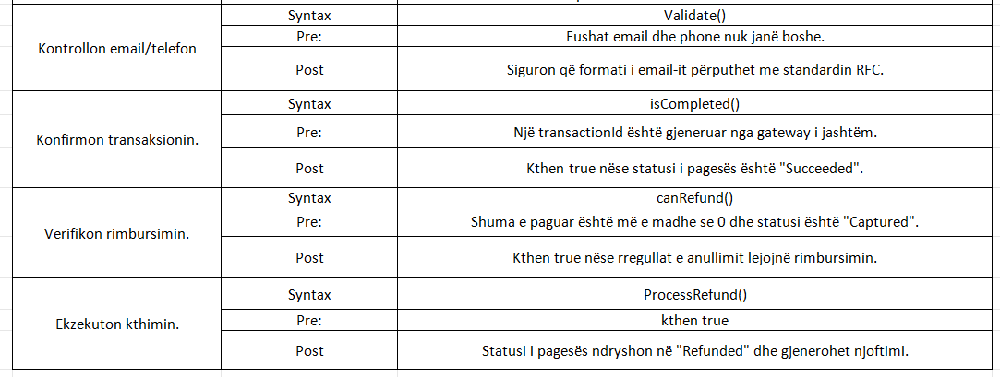 Kontrollon email/telefon
Syntax
Validate()
Pre:
Fushat email dhe phone nuk janë boshe.
Post
Siguron që formati i email-it përputhet me standardin RFC.
Konfirmon transaksionin.
Syntax
isCompleted()
Pre:
Një transactionId është gjeneruar nga gateway i jashtëm.
Post
Kthen true nëse statusi i pagesës është "Succeeded".
Verifikon rimbursimin.
Syntax
canRefund()
Pre:
Shuma e paguar është më e madhe se 0 dhe statusi është "Captured".
Post
Kthen true nëse rregullat e anullimit lejojnë rimbursimin.
Ekzekuton kthimin.
Syntax
ProcessRefund()
Pre:
kthen true
Post
Statusi i pagesës ndryshon në "Refunded" dhe gjenerohet njoftimi.